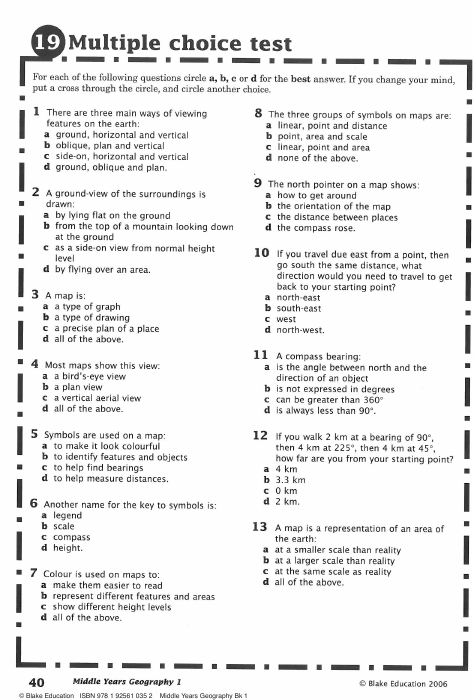 19 Multiple choice test
For each of the following questions circle a, b, c or d for the best answer. If you change your mind,
put a cross through the circle, and circle another choice.
1 There are three main ways of viewing
features on the earth:
a ground, horizontal and vertical
b oblique, plan and vertical
c side-on, horizontal and vertical
d ground, oblique and plan.
2 A ground-view of the surroundings is
drawn:
a by lying flat on the ground
b from the top of a mountain looking down
at the ground
c as a side-on view from normal height
level
d by flying over an area.
3 A map is:
a a type of graph
b a type of drawing
c a precise plan of a place
d all of the above.
4 Most maps show this view:
a a bird's-eye view
b a plan view
c a vertical aerial view
d all of the above.
5 Symbols are used on a map:
a to make it look colourful
b to identify features and objects
c to help find bearings
d to help measure distances.
6 Another name for the key to symbols is:
a legend
b scale
c compass
d height.
7 Colour is used on maps to:
a make them easier to read
b represent different features and areas
c show different height levels
d all of the above.
8 The three groups of symbols on maps are:
a linear, point and distance
b point, area and scale
c linear, point and area
d none of the above.
9 The north pointer on a map shows:
a how to get around
b the orientation of the map
c the distance between places
d the compass rose.
10 If you travel due east from a point, then
go south the same distance, what
direction would you need to travel to get
back to your starting point?
a north-east
b south-east
c west
d north-west.
11 A compass bearing:
a is the angle between north and the
direction of an object
b is not expressed in degrees
c can be greater than 360°
d is always less than 90°.
12 If you walk 2 km at a bearing of 90°,
then 4 km at 225°, then 4 km at 45°,
how far are you from your starting point?
a 4 km
b 3.3 km
c 0 km
d 2 km.
13 A map is a representation of an area of
the earth:
a at a smaller scale than reality
b at a larger scale than reality
c at the same scale as reality
d all of the above.
40 Middle Years Geography 1 © Blake Education 2006
© Blake Education ISBN 978 1 92561 035 2 Middle Years Geography Bk 1